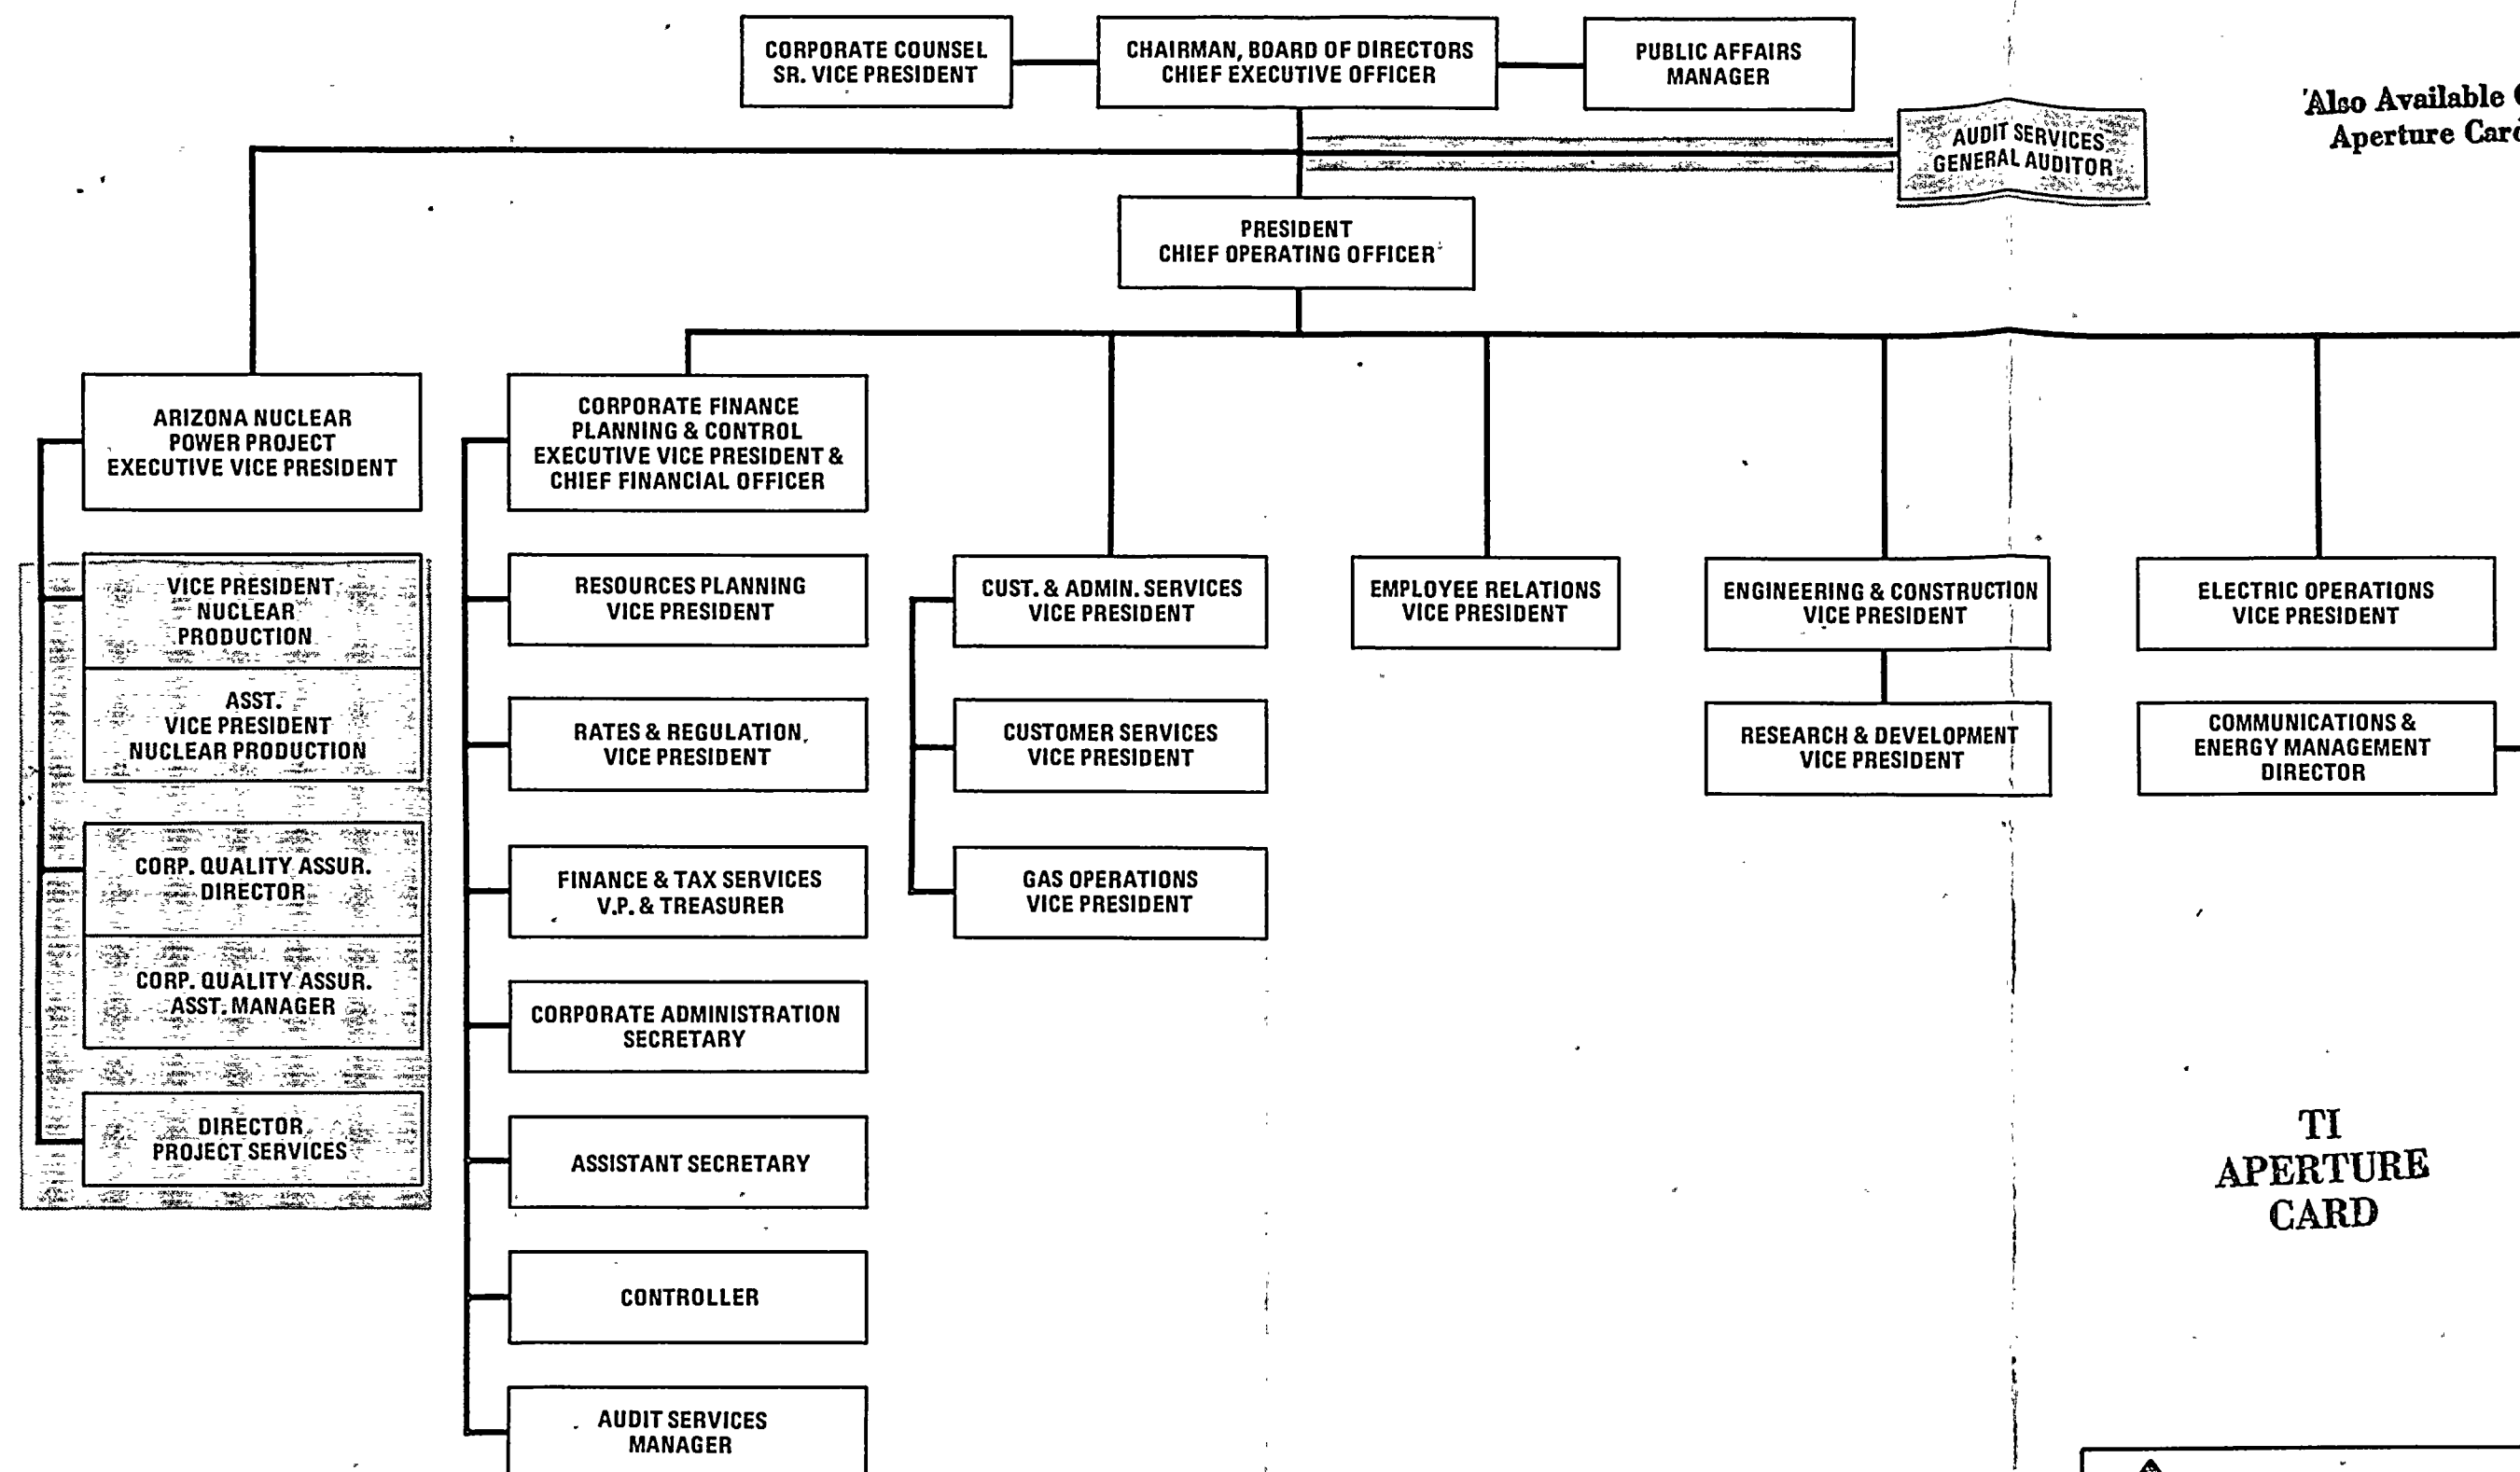 CORPORATE COUNSEL
SR. VICE PRESIDENT
CHAIRMAN, BOARD OF DIRECTORS
CHIEF EXECUTIVE OFFICER
PUBLIC AFFAIRS
MANAGER
Also Available
Aperture Card
AUDIT SERVICES
GENERAL AUDITOR
PRESIDENT
CHIEF OPERATING OFFICER
ARIZONA NUCLEAR
POWER PROJECT
EXECUTIVE VICE PRESIDENT
VICE PRESIDENT
NUCLEAR
PRODUCTION
ASST.
VICE PRESIDENT
NUCLEAR PRODUCTION
CORP. QUALITY ASSUR.
DIRECTOR
CORP. QUALITY ASSUR.
ASST. MANAGER
DIRECTOR
PROJECT SERVICES
CORPORATE FINANCE
PLANNING & CONTROL
EXECUTIVE VICE PRESIDENT &
CHIEF FINANCIAL OFFICER
RESOURCES PLANNING
VICE PRESIDENT
RATES & REGULATION
VICE PRESIDENT
FINANCE & TAX SERVICES
V.P. & TREASURER
CORPORATE ADMINISTRATION
SECRETARY
ASSISTANT SECRETARY
CONTROLLER
AUDIT SERVICES
MANAGER
CUST. & ADMIN. SERVICES
VICE PRESIDENT
CUSTOMER SERVICES
VICE PRESIDENT
GAS OPERATIONS
VICE PRESIDENT
EMPLOYEE RELATIONS
VICE PRESIDENT
ENGINEERING & CONSTRUCTION
VICE PRESIDENT
RESEARCH & DEVELOPMENT
VICE PRESIDENT
ELECTRIC OPERATIONS
VICE PRESIDENT
COMMUNICATIONS &
ENERGY MANAGEMENT
DIRECTOR
TI
APERTURE
CARD